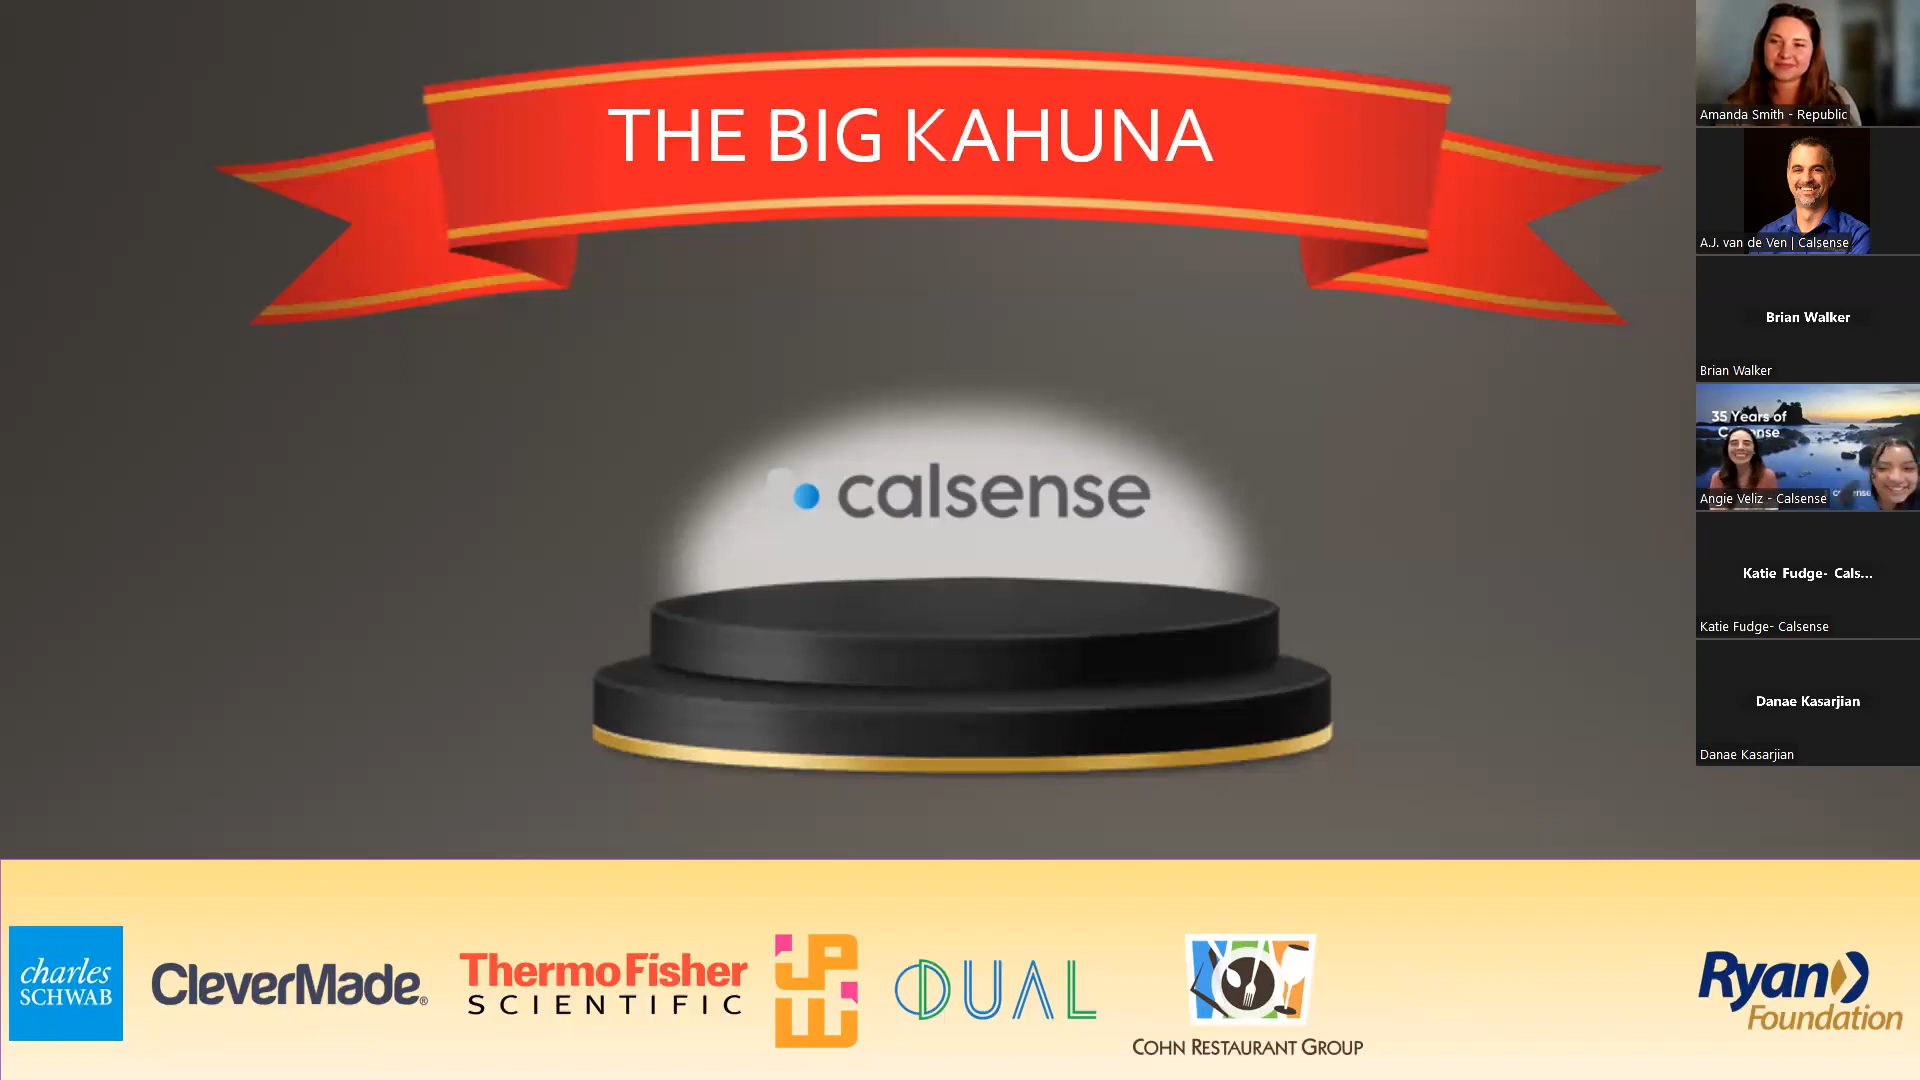 THE BIG KAHUNA
calsense
charles
SCHWAB
CleverMade®
ThermoFisher
SCIENTIFIC
DUAL
COHN RESTAURANT GROUP
Ryan
Foundation
Amanda Smith - Republic
A.J. van de Ven | Calsense
Brian Walker
Brian Walker
35 Years of
Angie Veliz - Calsense
Katie Fudge- Cals...
Katie Fudge- Calsense
Danae Kasarjian
Danae Kasarjian